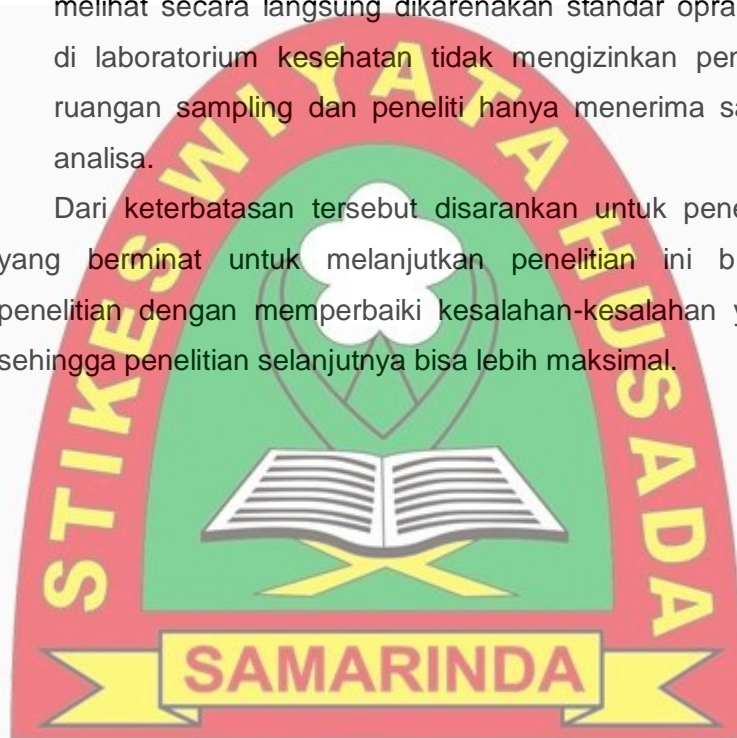 melihat secara langsung dikarenakan standar opra
di laboratorium kesehatan tidak mengizinkan per
ruangan sampling dan peneliti hanya menerima sa
analisa.
Dari keterbatasan tersebut disarankan untuk pene
yang berminat untuk melanjutkan penelitian ini b
penelitian dengan memperbaiki kesalahan-kesalahan y
sehingga penelitian selanjutnya bisa lebih maksimal.
STIKES WIYATA HUSADA
SAMARINDA